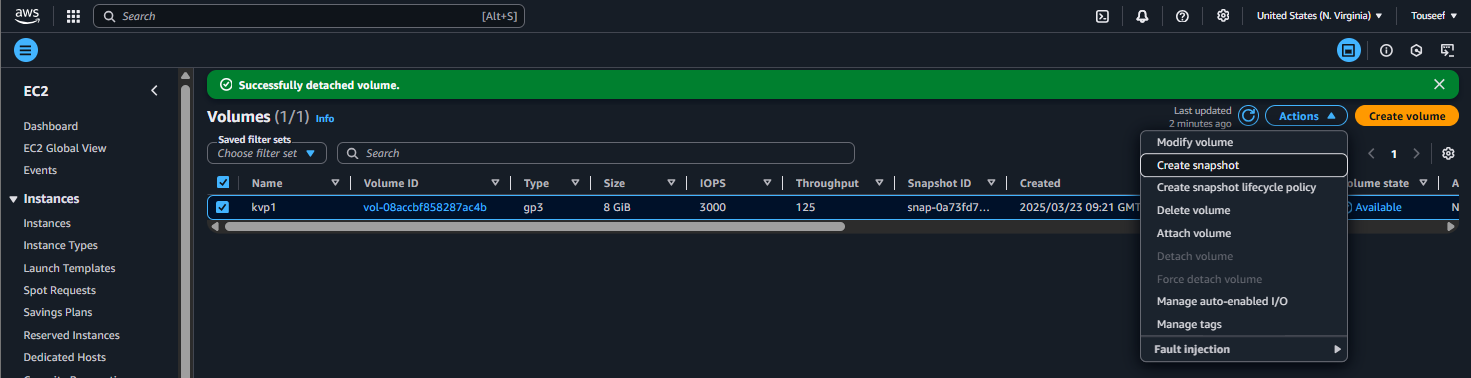 aws Search [Alt+S] United States (N. Virginia) ▼ Touseef ▼
EC2
Dashboard
EC2 Global View
Events
▼ Instances
Instances
Instance Types
Launch Templates
Spot Requests
Savings Plans
Reserved Instances
Dedicated Hosts
Successfully detached volume.
Volumes (1/1) Info
Last updated
2 minutes ago
Actions ▲
Create volume
Saved filter sets
Choose filter set ▼
Search
1
Name Volume ID Type Size IOPS Throughput Snapshot ID Created olume state A
kvp1 vol-08accbf858287ac4b gp3 8 GiB 3000 125 snap-0a73fd7... 2025/03/23 09:21 GMT Available N
Modify volume
Create snapshot
Create snapshot lifecycle policy
Delete volume
Attach volume
Detach volume
Force detach volume
Manage auto-enabled I/O
Manage tags
Fault injection